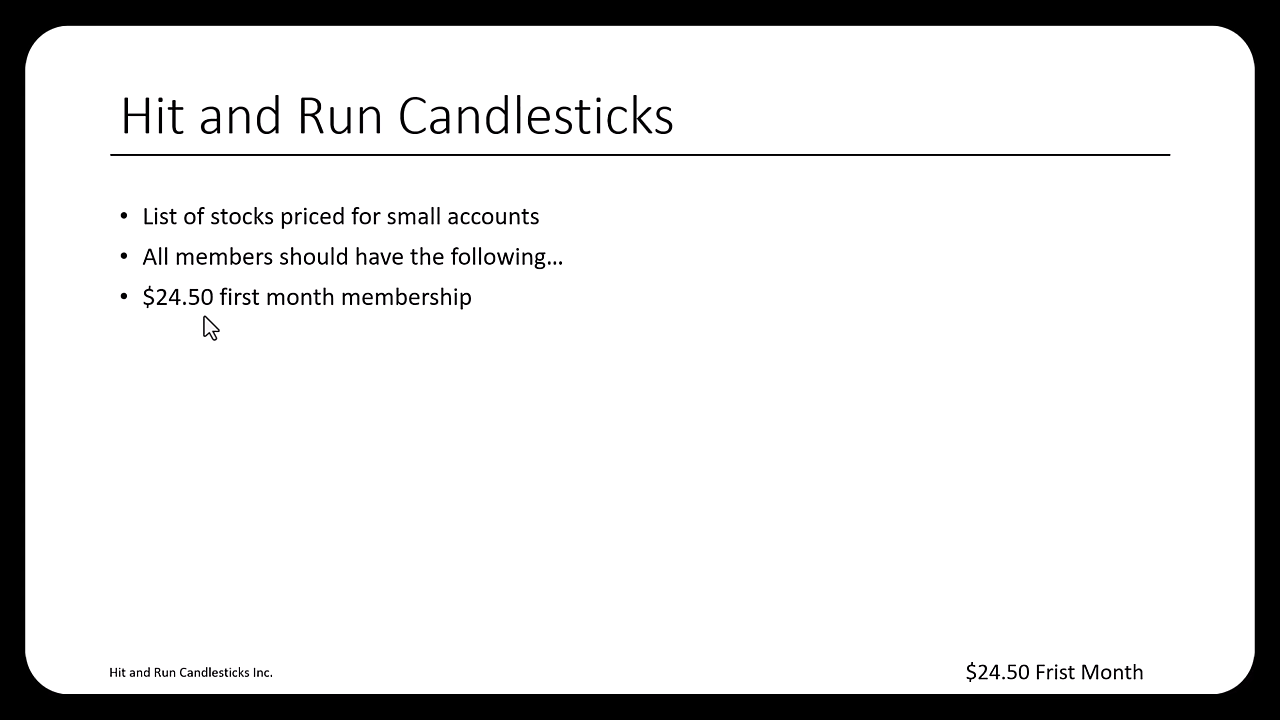 Hit and Run Candlesticks
• List of stocks priced for small accounts
• All members should have the following...
• $24.50 first month membership
Hit and Run Candlesticks Inc.
$24.50 Frist Month